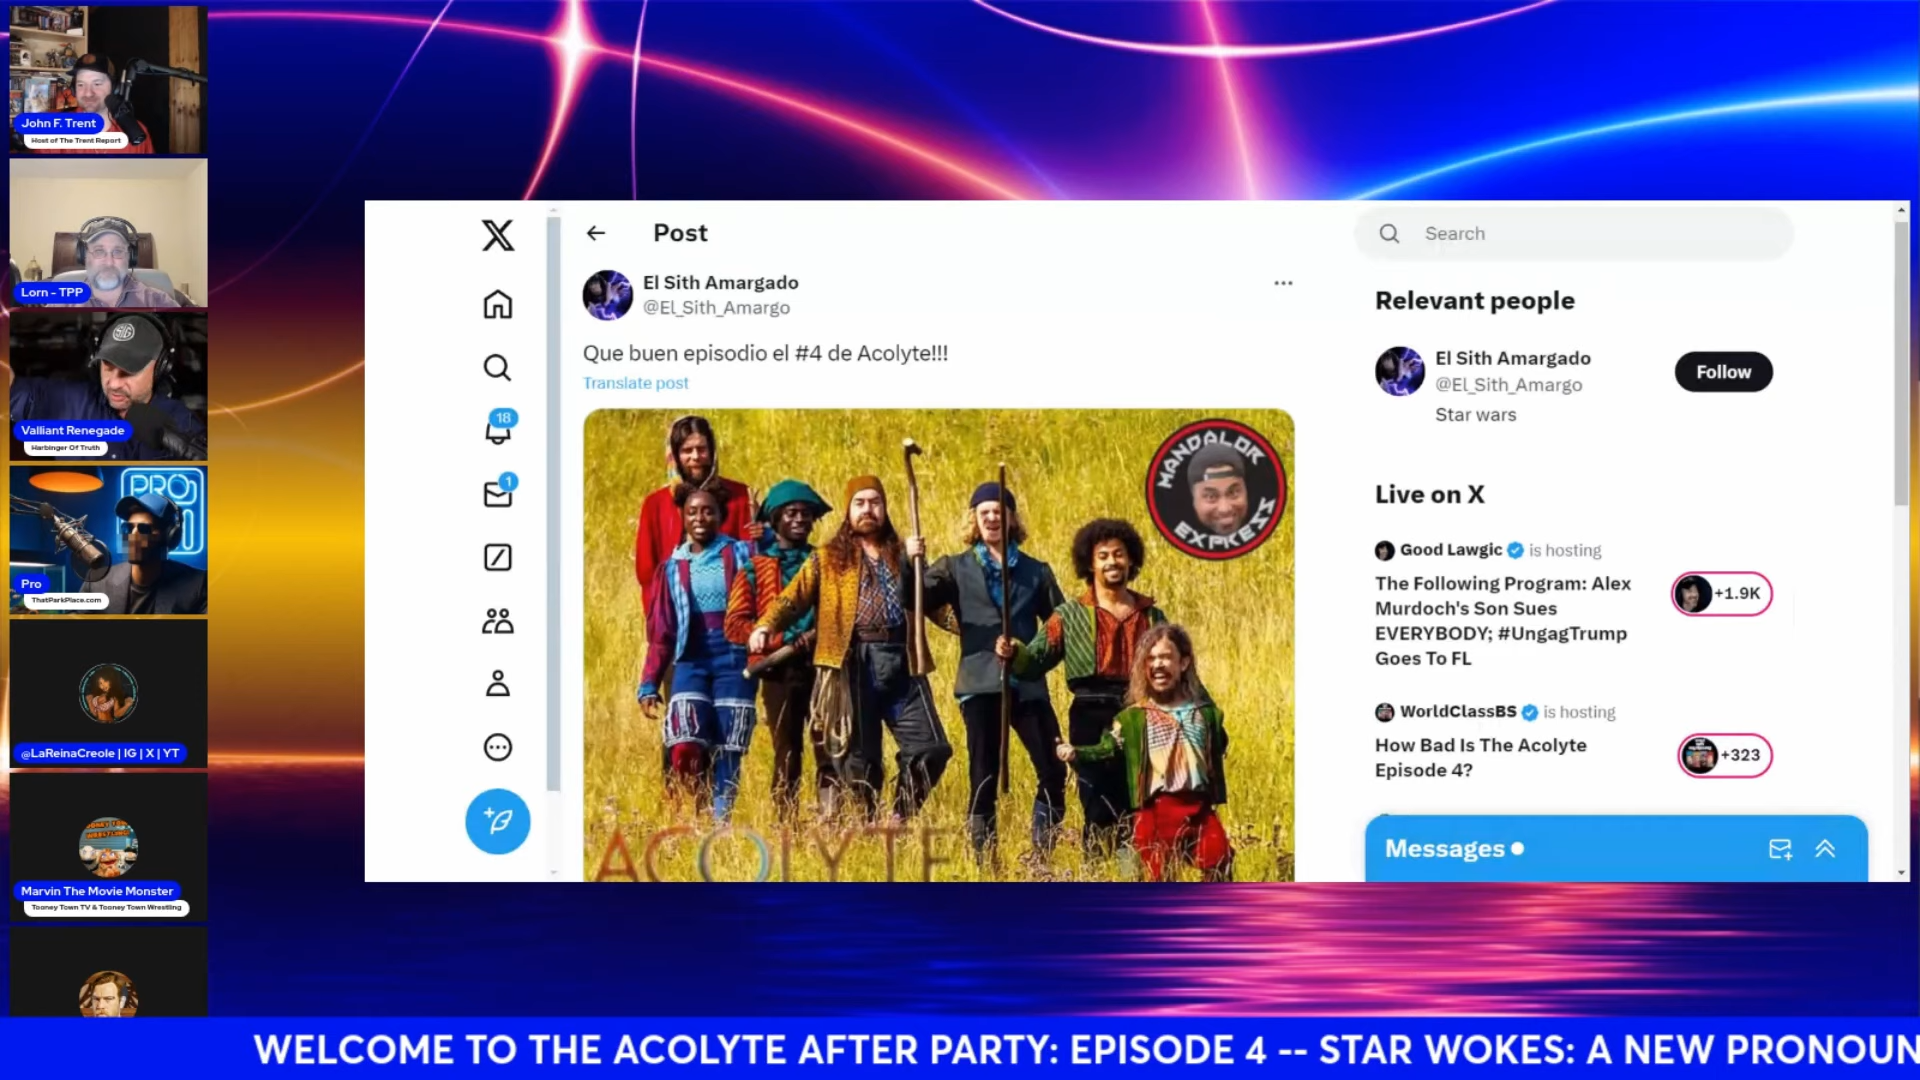 John F. Trent
Host of The Trent Report
Lorn - TPP
SIG
Valliant Renegade
Harbinger Of Truth
PRO
Pro
ThatParkPlace.com
@LaReinaCreole | IG | X | YT
Marvin The Movie Monster
Tooney Town TV & Tooney Town Wrestling
18
1
Post
El Sith Amargado
@El_Sith_Amargo
Que buen episodio el #4 de Acolyte!!!
Translate post
MANDALOR
EXPRESS
ACOLYTE
Search
Relevant people
El Sith Amargado
@El_Sith_Amargo
Star wars
Follow
Live on X
Good Lawgic is hosting
The Following Program: Alex
Murdoch's Son Sues
EVERYBODY; #UngagTrump
Goes To FL
+1.9K
WorldClassBS is hosting
How Bad Is The Acolyte
Episode 4?
+323
Messages
WELCOME TO THE ACOLYTE AFTER PARTY: EPISODE 4 -- STAR WOKES: A NEW PRONOUN